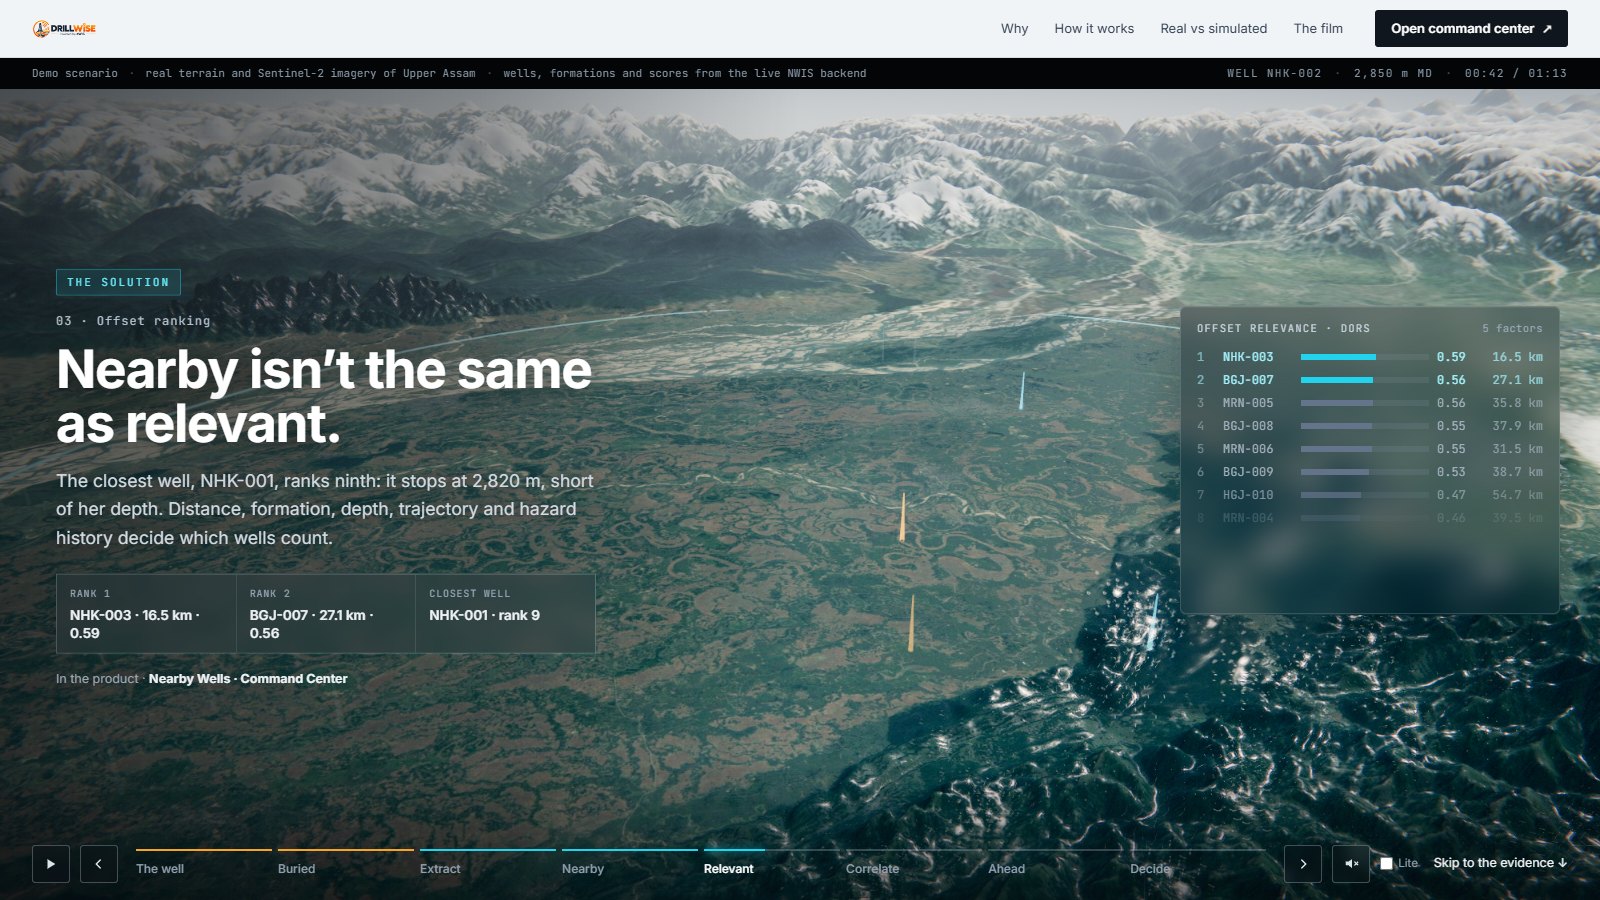 DRILLWISE
Why
How it works
Real vs simulated
The film
Open command center ↗
Demo scenario · real terrain and Sentinel-2 imagery of Upper Assam · wells, formations and scores from the live NWIS backend
WELL NHK-002 · 2,850 m MD · 00:42 / 01:13
THE SOLUTION
03 · Offset ranking
Nearby isn’t the same
as relevant.
The closest well, NHK-001, ranks ninth: it stops at 2,820 m, short
of her depth. Distance, formation, depth, trajectory and hazard
history decide which wells count.
RANK 1
NHK-003 · 16.5 km ·
0.59
RANK 2
BGJ-007 · 27.1 km ·
0.56
CLOSEST WELL
NHK-001 · rank 9
In the product · Nearby Wells · Command Center
OFFSET RELEVANCE · DORS 5 factors
1 NHK-003 0.59 16.5 km
2 BGJ-007 0.56 27.1 km
3 MRN-005 0.56 35.8 km
4 BGJ-008 0.55 37.9 km
5 MRN-006 0.55 31.5 km
6 BGJ-009 0.53 38.7 km
7 HGJ-010 0.47 54.7 km
8 MRN-004 0.46 39.5 km
The well
Buried
Extract
Nearby
Relevant
Correlate
Ahead
Decide
Lite
Skip to the evidence ↓